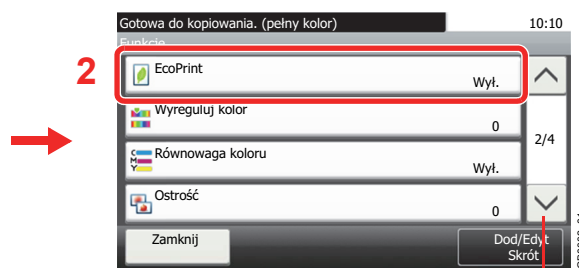 Gotowa do kopiowania. (pełny kolor)
10:10
Funkcje
2
EcoPrint
Wył.
Wyreguluj kolor
0
2/4
C
M
Y
Równowaga koloru
Wył.
Ostrość
0
Zamknij
Dod/Edyt
Skrót